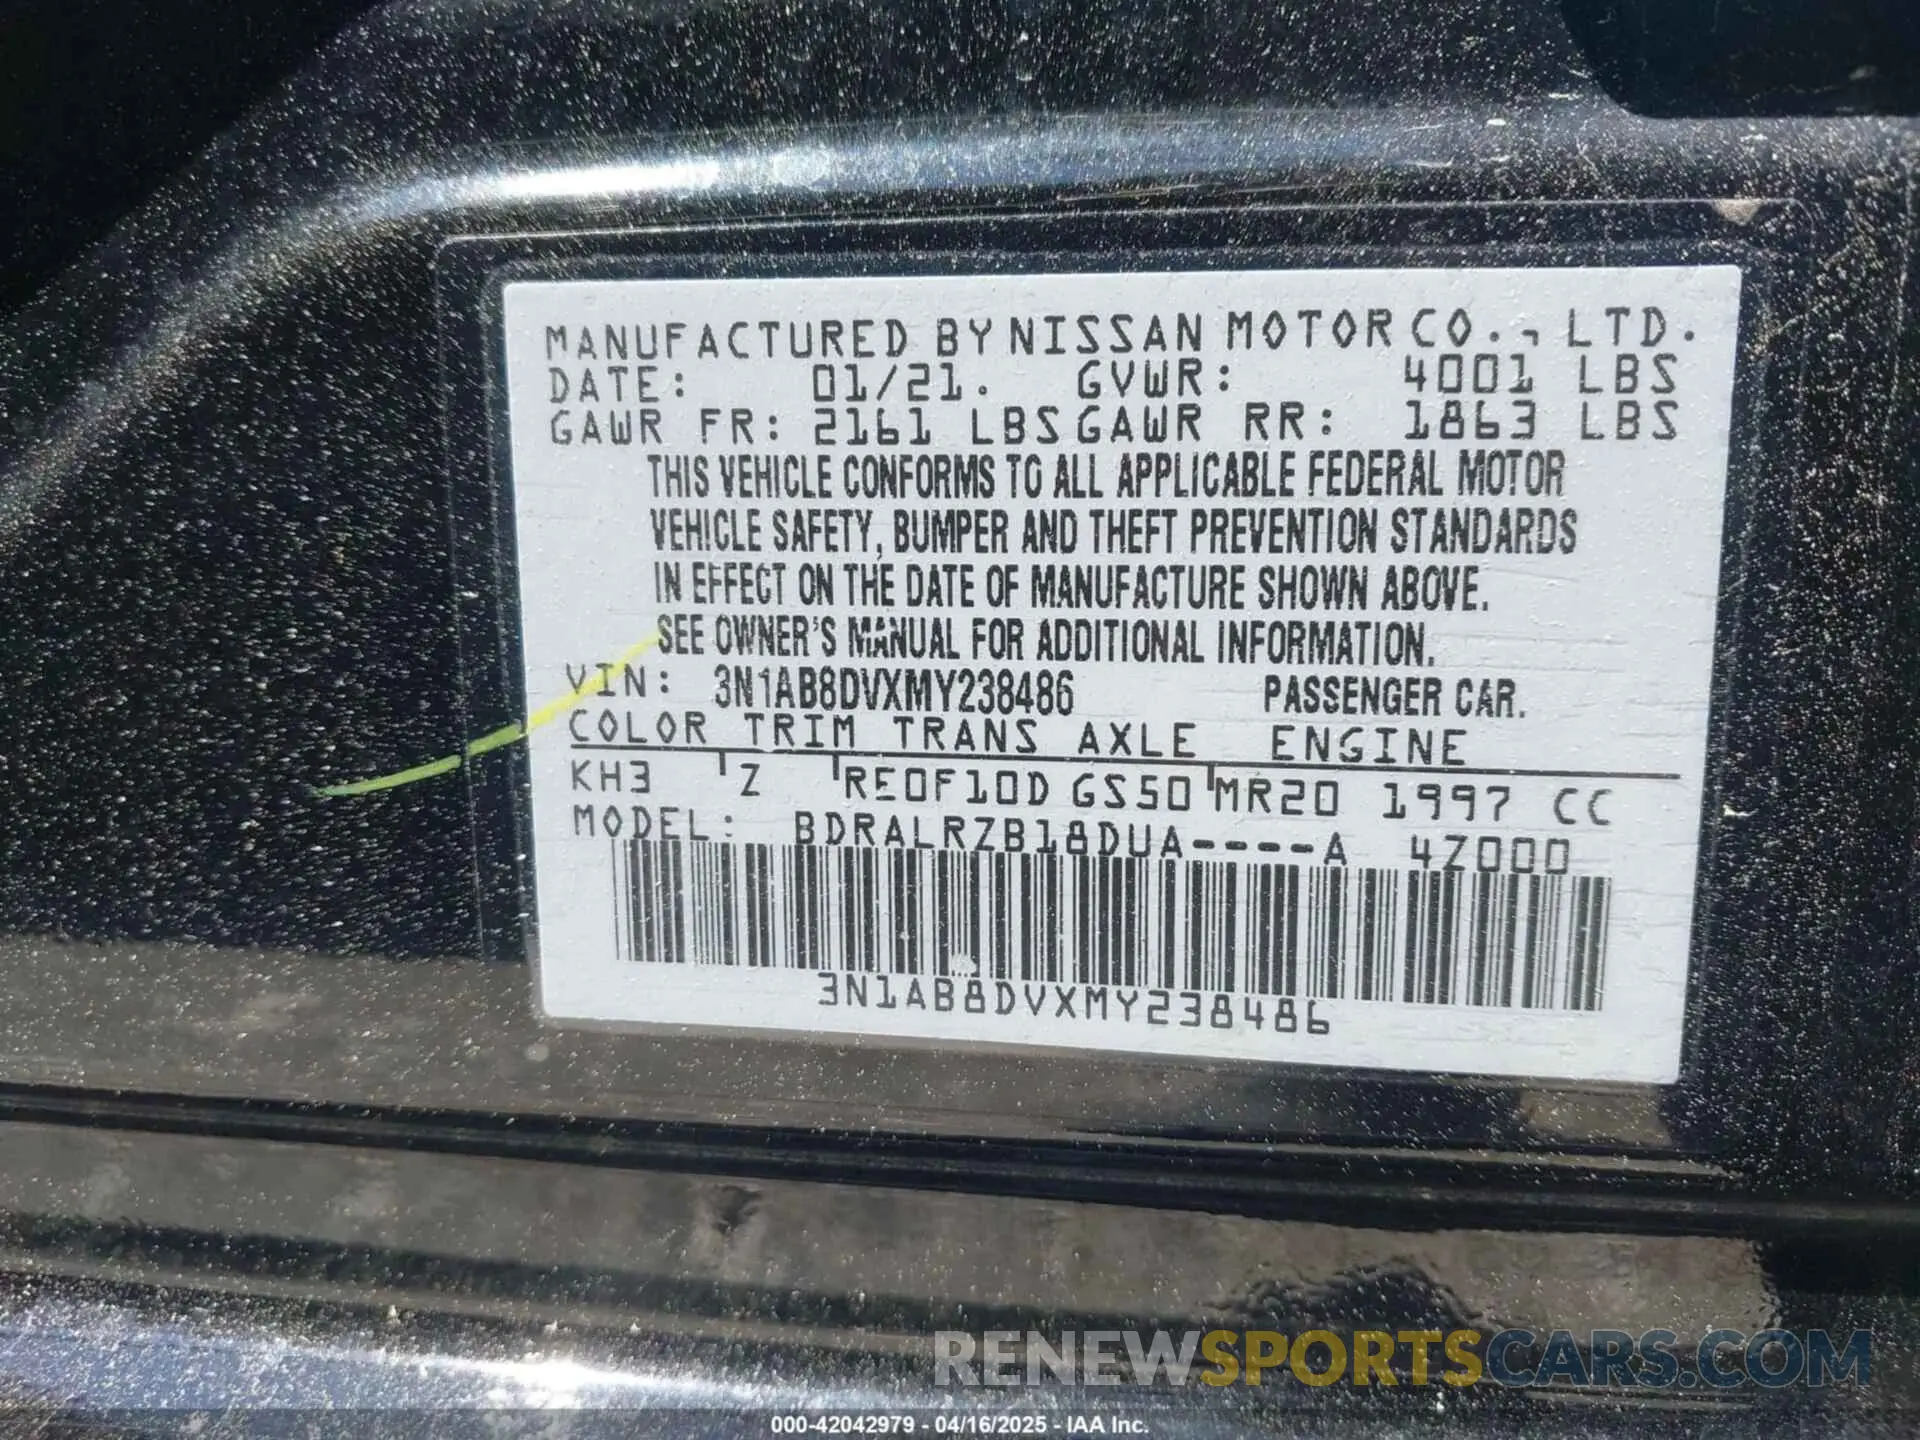 MANUFACTURED BY NISSAN MOTOR CO., LTD.
DATE: 01/21. GVWR: 4001 LBS
GAWR FR: 2161 LBS GAWR RR: 1863 LBS
THIS VEHICLE CONFORMS TO ALL APPLICABLE FEDERAL MOTOR
VEHICLE SAFETY, BUMPER AND THEFT PREVENTION STANDARDS
IN EFFECT ON THE DATE OF MANUFACTURE SHOWN ABOVE.
SEE OWNER'S MANUAL FOR ADDITIONAL INFORMATION.
VIN: 3N1AB8DVXMY238486 PASSENGER CAR.
COLOR TRIM TRANS AXLE ENGINE
KH3 Z RE0F10D GS50 MR20 1997 CC
MODEL: BDRALRZB18DUA----A 4Z000
3N1AB8DVXMY238486
RENEWSPORTSCARS.COM
000-42042979 - 04/16/2025 - IAA Inc.